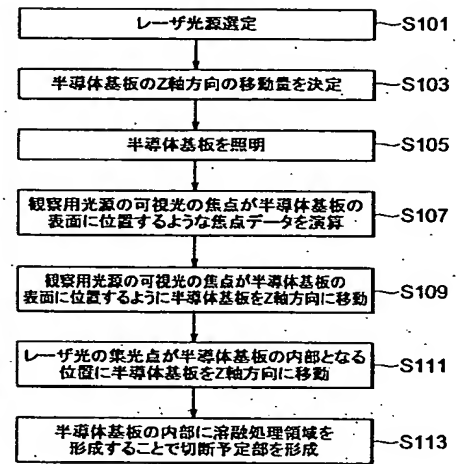 レーザ光源選定
S101
半導体基板のZ軸方向の移動量を決定
S103
半導体基板を照明
S105
観察用光源の可視光の焦点が半導体基板の
表面に位置するような焦点データを演算
S107
観察用光源の可視光の焦点が半導体基板の
表面に位置するように半導体基板をZ軸方向に移動
S109
レーザ光の集光点が半導体基板の内部となる
位置に半導体基板をZ軸方向に移動
S111
半導体基板の内部に溶融処理領域を
形成することで切断予定部を形成
S113